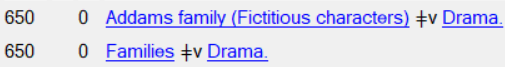 650 0 Addams family (Fictitious characters) ǂv Drama.
650 0 Families ǂv Drama.